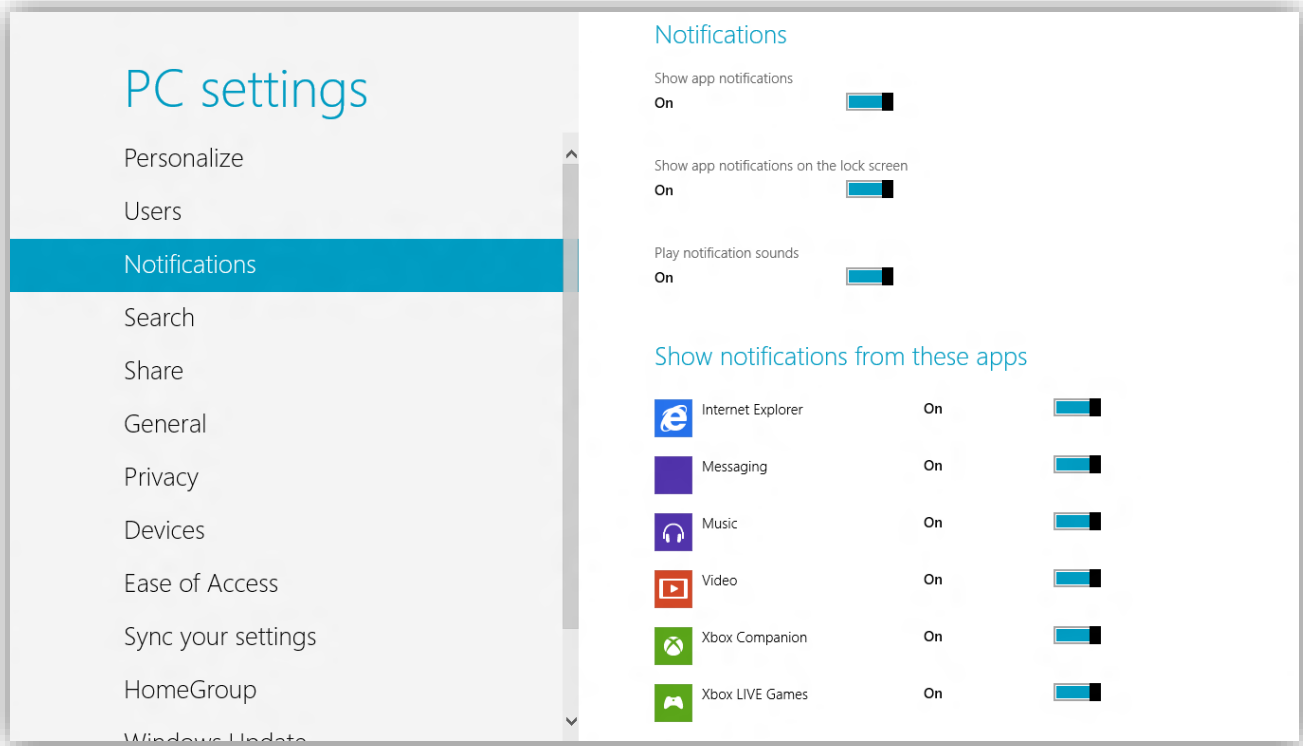 PC settings
Personalize
Users
Notifications
Search
Share
General
Privacy
Devices
Ease of Access
Sync your settings
HomeGroup
Windows Update
Notifications
Show app notifications
On
Show app notifications on the lock screen
On
Play notification sounds
On
Show notifications from these apps
Internet Explorer On
Messaging On
Music On
Video On
Xbox Companion On
Xbox LIVE Games On